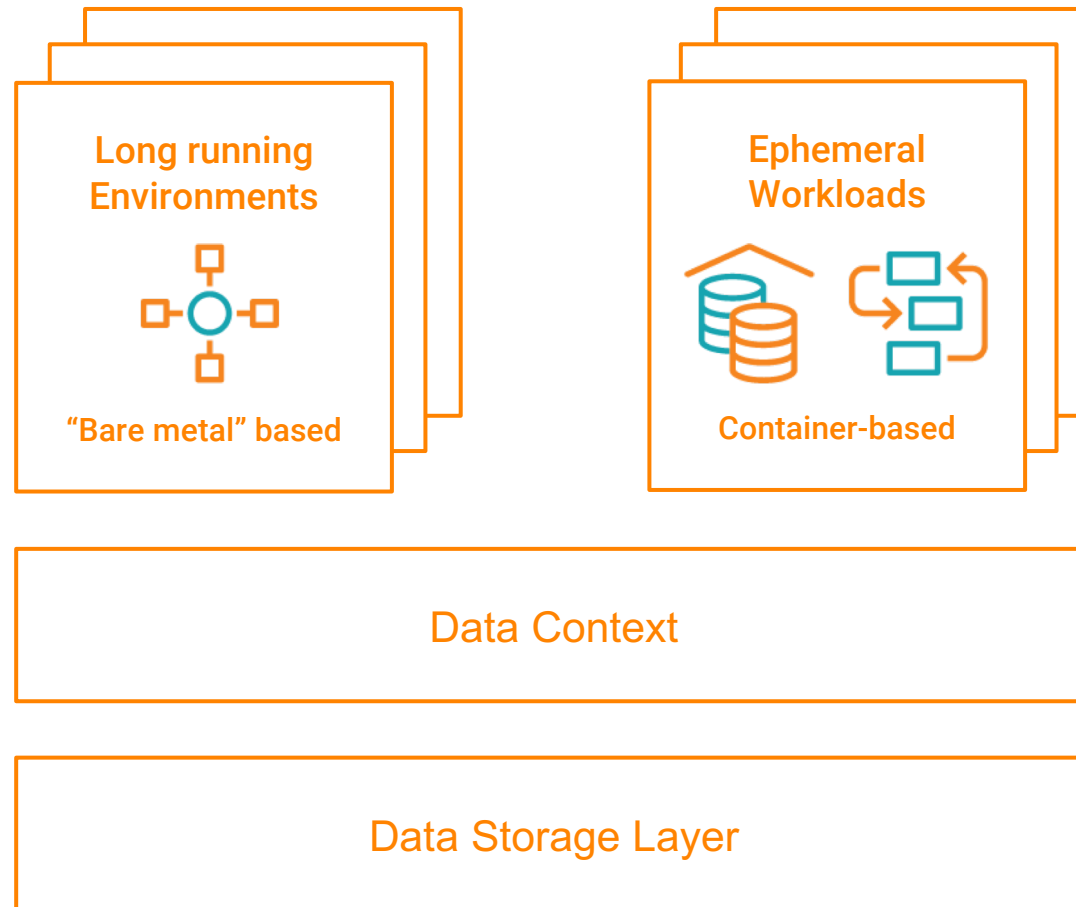 Long running
Environments
“Bare metal” based
Ephemeral
Workloads
Container-based
Data Context
Data Storage Layer